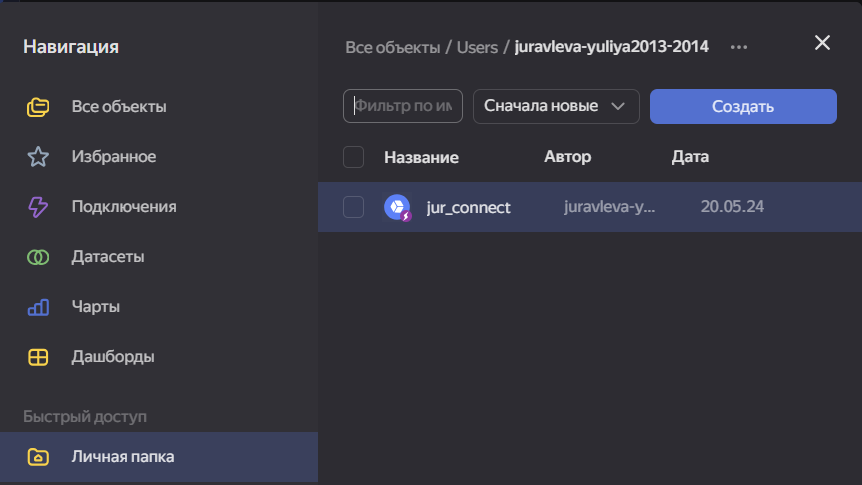 Навигация
Все объекты
Избранное
Подключения
Датасеты
Чарты
Дашборды
Быстрый доступ
Личная папка
Все объекты / Users / juravleva-yuliya2013-2014 ...
Фильтр по им
Сначала новые
Создать
Название Автор Дата
jur_connect juravleva-y... 20.05.24